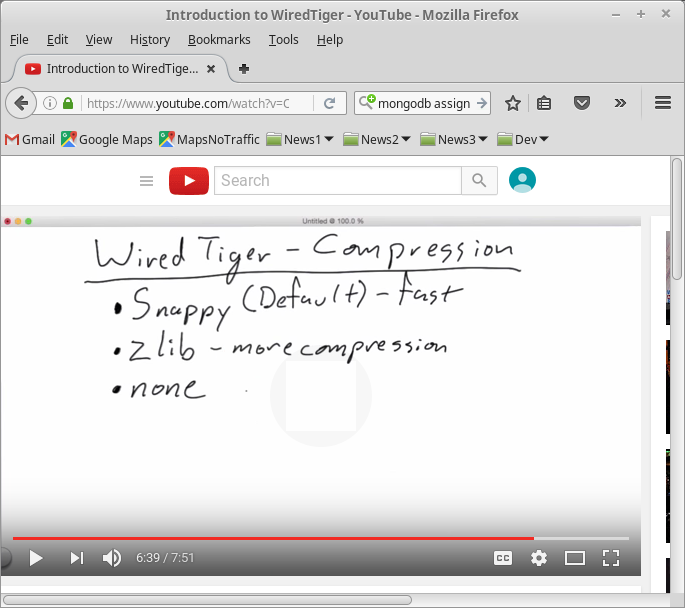 Introduction to WiredTiger - YouTube - Mozilla Firefox
File Edit View History Bookmarks Tools Help
Introduction to WiredTige...
https://www.youtube.com/watch?v=C mongodb assign
Gmail Google Maps MapsNoTraffic News1 News2 News3 Dev
Search
Untitled @ 100.0 %
Wired Tiger - Compression
• Snappy (Default) - fast
• zlib - more compression
• none
6:39 / 7:51 CC